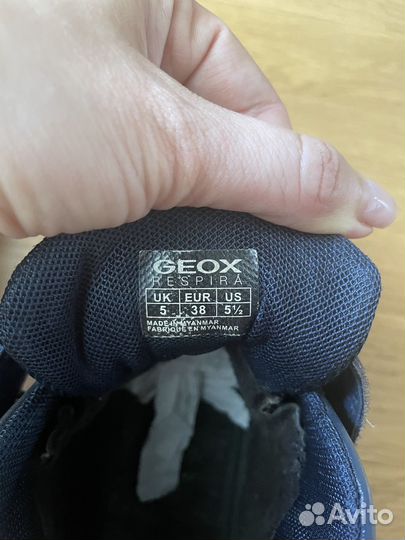 GEOX
RESPIRA
UK EUR US
5 38 5½
MADE IN MYANMAR
FABRIQUE EN MYANMAR
Avito